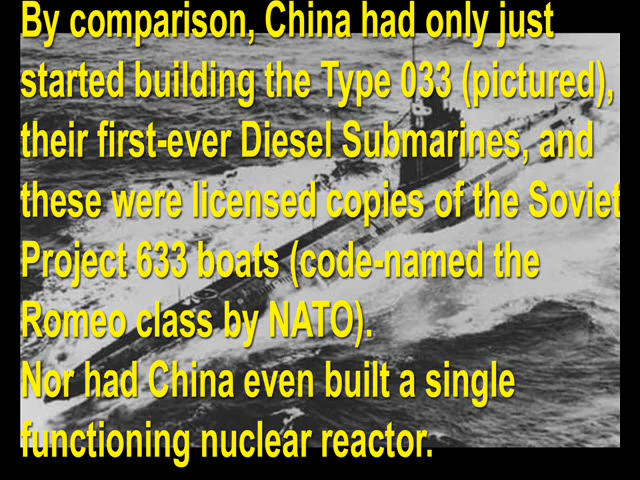 By comparison, China had only just
started building the Type 033 (pictured),
their first-ever Diesel Submarines, and
these were licensed copies of the Soviet
Project 633 boats (code-named the
Romeo class by NATO).
Nor had China even built a single
functioning nuclear reactor.